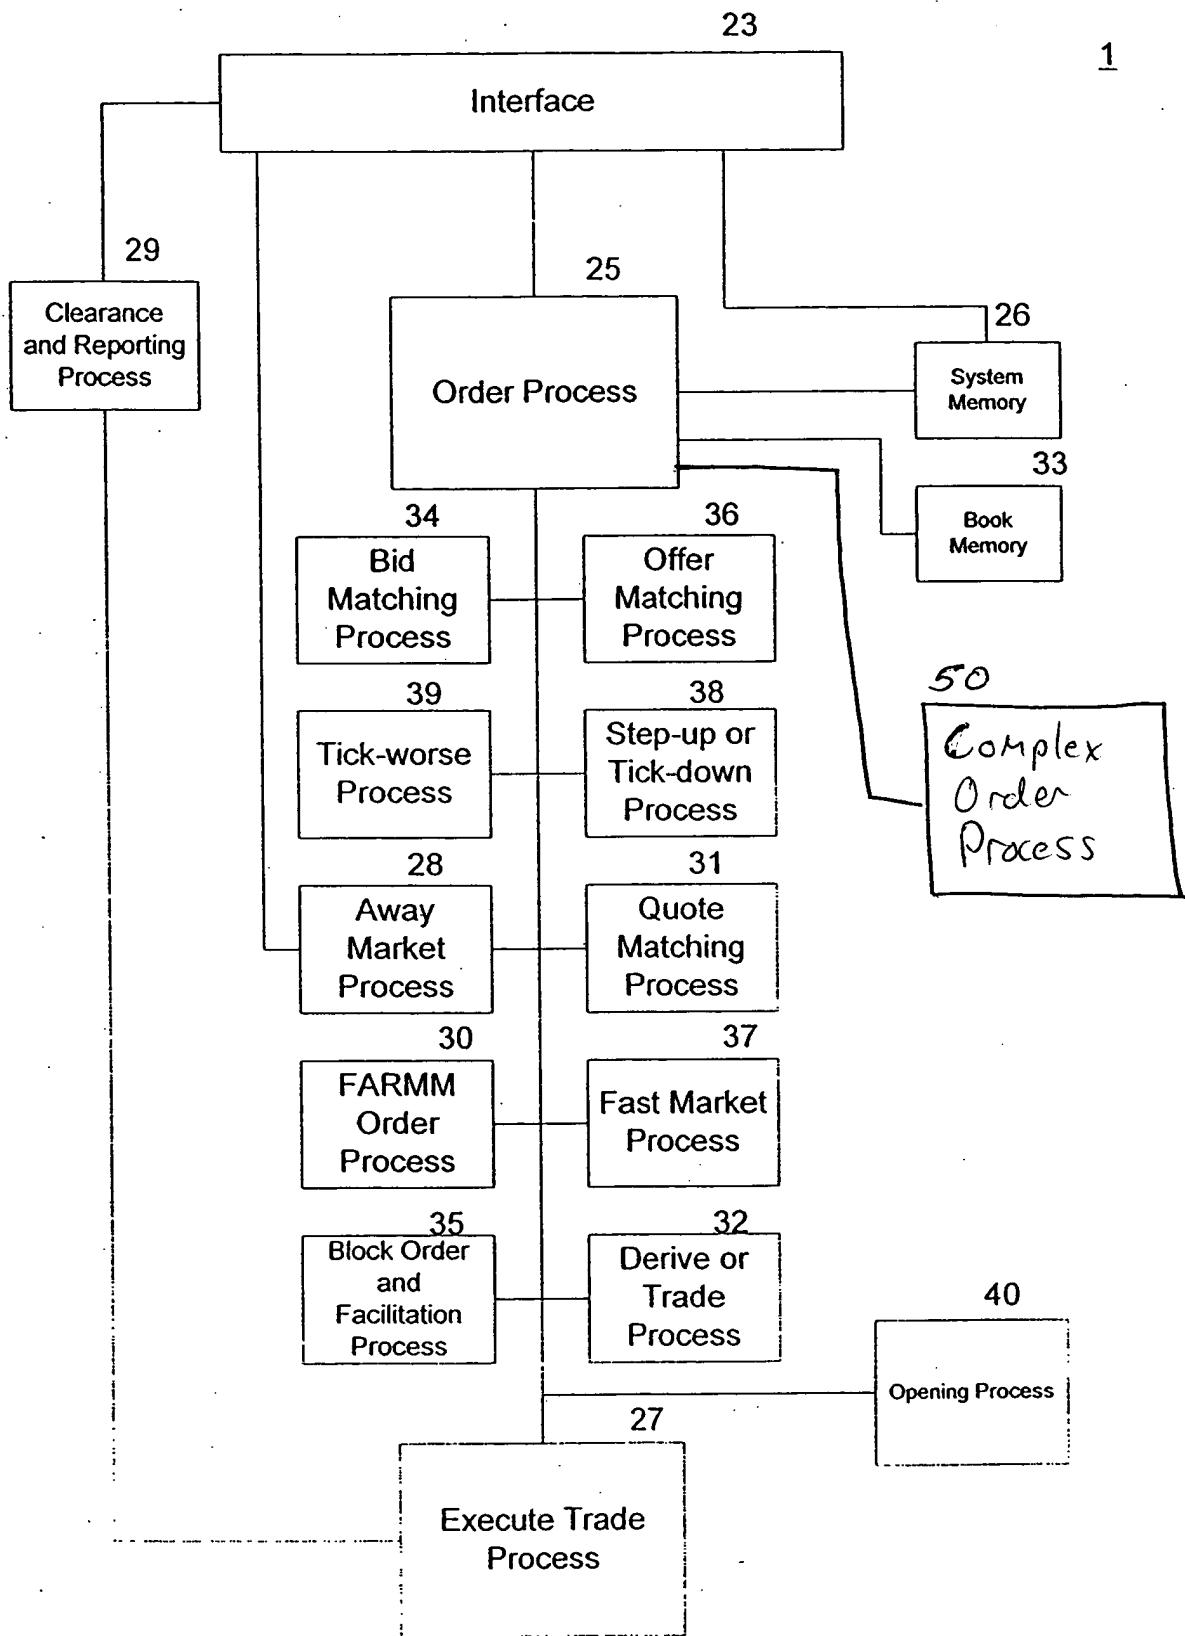 23
1
Interface
29
25
Clearance
and Reporting
Process
26
Order Process
System
Memory
33
Book
Memory
34
36
Bid
Matching
Process
Offer
Matching
Process
50
Complex
Order
Process
39
38
Tick-worse
Process
Step-up or
Tick-down
Process
28
31
Away
Market
Process
Quote
Matching
Process
30
37
FARMM
Order
Process
Fast Market
Process
35
32
Block Order
and
Facilitation
Process
Derive or
Trade
Process
40
Opening Process
27
Execute Trade
Process